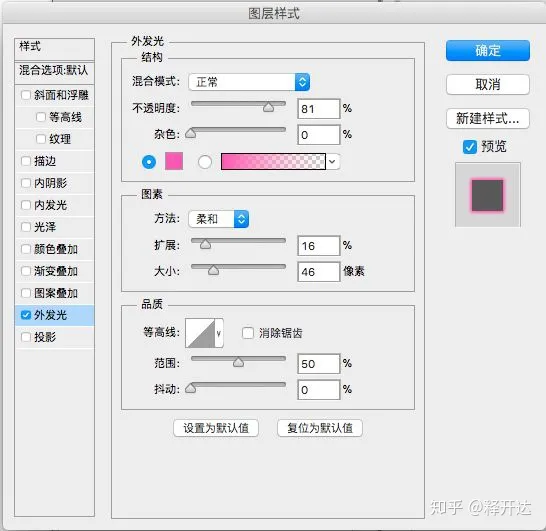 图层样式
样式
混合选项:默认
斜面和浮雕
等高线
纹理
描边
内阴影
内发光
光泽
颜色叠加
渐变叠加
图案叠加
外发光
投影
外发光
结构
混合模式: 正常
不透明度: 81 %
杂色: 0 %
图素
方法: 柔和
扩展: 16 %
大小: 46 像素
品质
等高线: 消除锯齿
范围: 50 %
抖动: 0 %
设置为默认值 复位为默认值
确定
取消
新建样式...
预览
知乎 @释开达